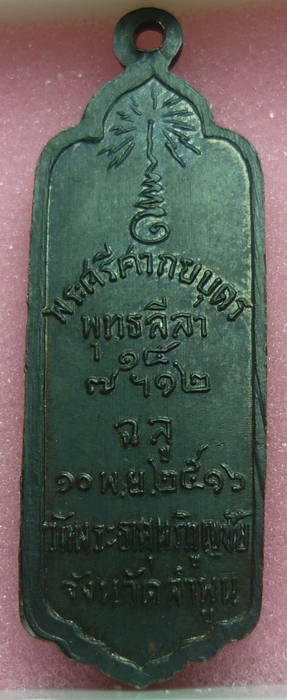 พระศรีศากยบุตร
พุทธลีลา
๑๕
๗ ฯ ๑๒
ฉลู
๑๐ พ.ย. ๒๕๑๖
วัดพระธาตุหริภุญชัย
จังหวัดลำพูน